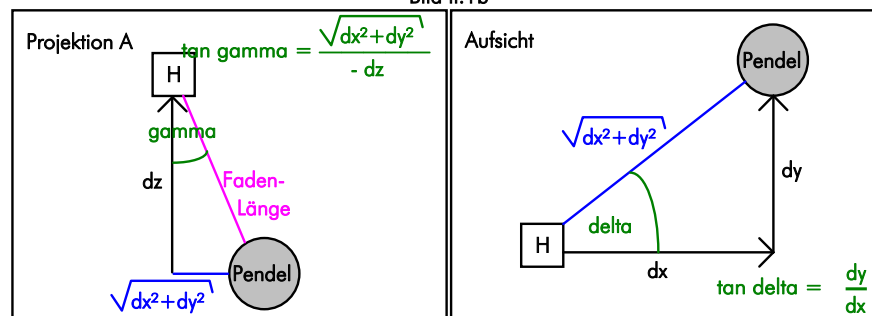 Projektion A
tan gamma = √dx²+dy² / - dz
H
gamma
dz
Faden-
Länge
Pendel
√dx²+dy²
Aufsicht
Pendel
√dx²+dy²
dy
delta
H
dx
tan delta = dy / dx